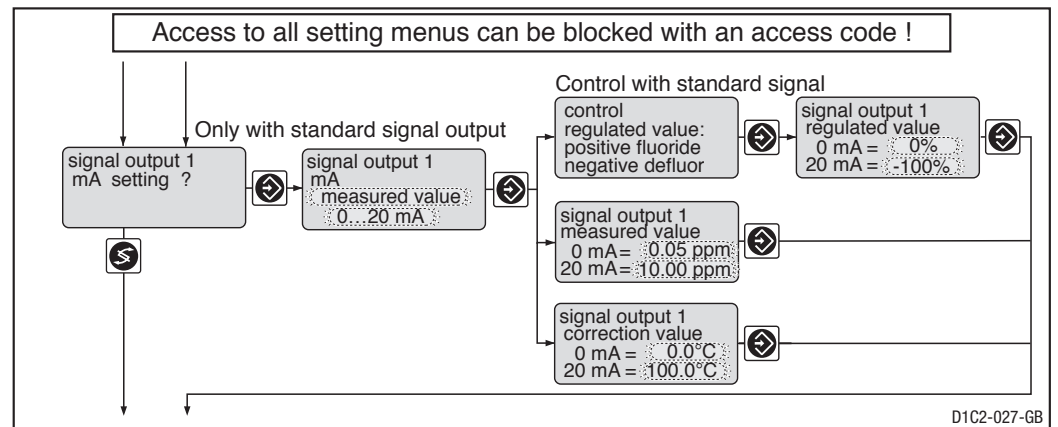 Access to all setting menus can be blocked with an access code !
Only with standard signal output
Control with standard signal
signal output 1
mA setting ?
signal output 1
mA
measured value
0...20 mA
control
regulated value:
positive fluoride
negative defluor
signal output 1
regulated value
0 mA = 0%
20 mA = -100%
signal output 1
measured value
0 mA= 0.05 ppm
20 mA= 10.00 ppm
signal output 1
correction value
0 mA = 0.0°C
20 mA = 100.0°C
D1C2-027-GB